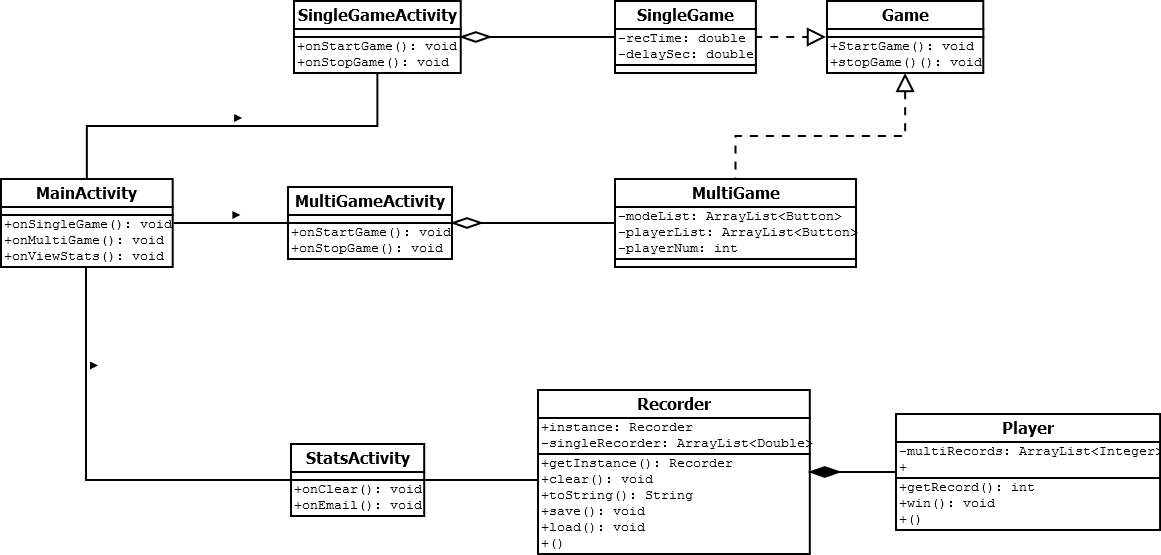 SingleGameActivity
+onStartGame(): void
+onStopGame(): void
SingleGame
-recTime: double
-delaySec: double
Game
+StartGame(): void
+stopGame()(): void
MainActivity
+onSingleGame(): void
+onMultiGame(): void
+onViewStats(): void
MultiGameActivity
+onStartGame(): void
+onStopGame(): void
MultiGame
-modeList: ArrayList<Button>
-playerList: ArrayList<Button>
-playerNum: int
StatsActivity
+onClear(): void
+onEmail(): void
Recorder
+instance: Recorder
-singleRecorder: ArrayList<Double>
+getInstance(): Recorder
+clear(): void
+toString(): String
+save(): void
+load(): void
+()
Player
-multiRecords: ArrayList<Integer>
+
+getRecord(): int
+win(): void
+()